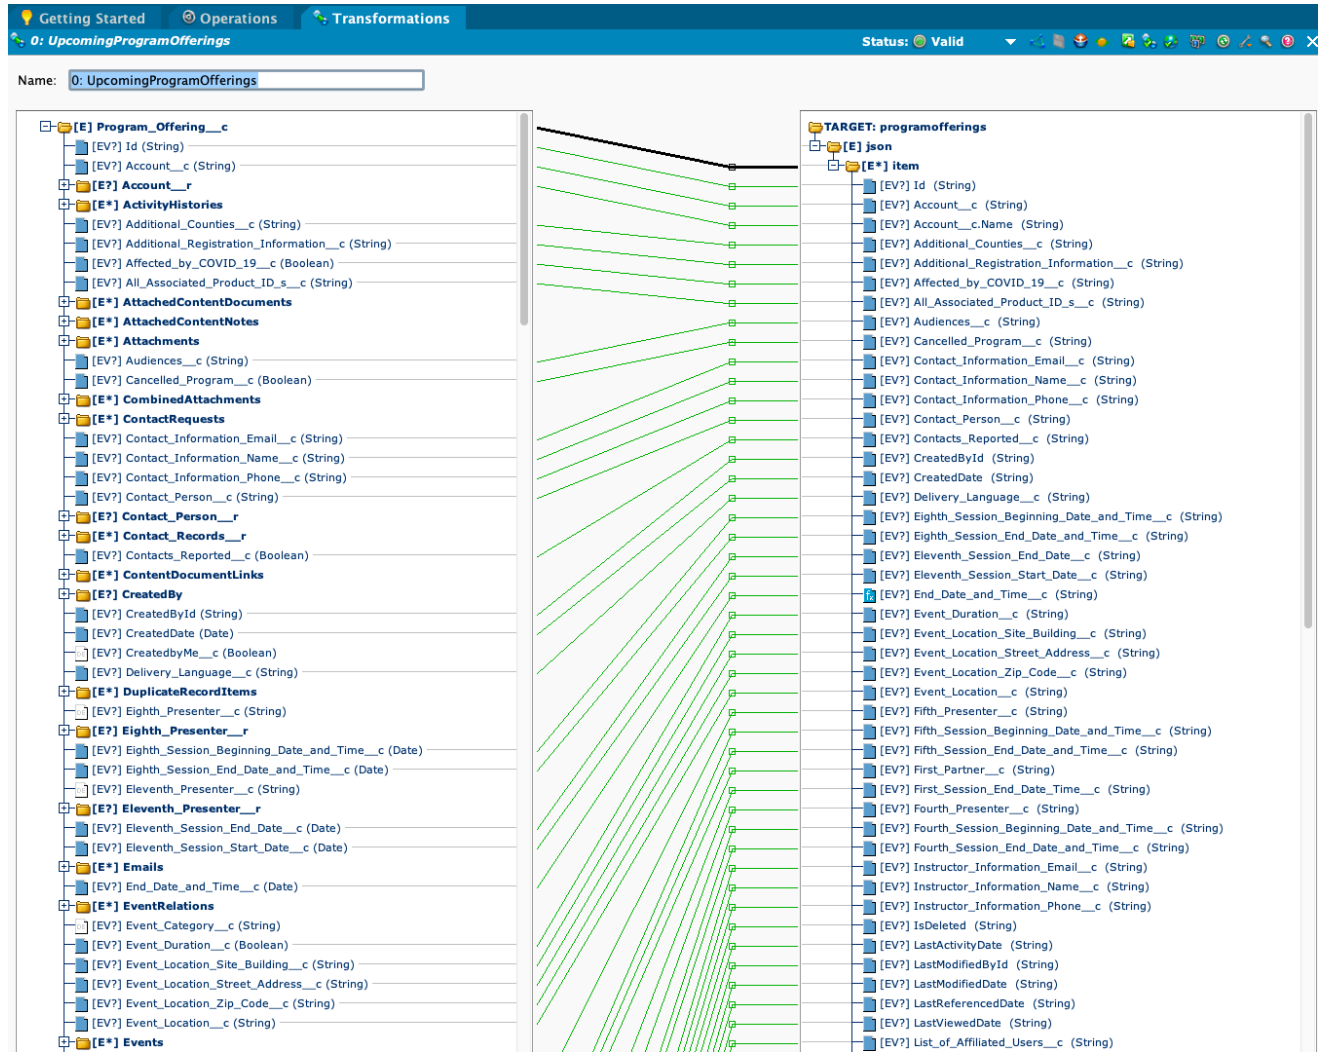 Getting Started
Operations
Transformations
0: UpcomingProgramOfferings
Status: Valid
Name: 0: UpcomingProgramOfferings
[E] Program_Offering__c
[EV?] Id (String)
[EV?] Account__c (String)
[E?] Account__r
[E*] ActivityHistories
[EV?] Additional_Counties__c (String)
[EV?] Additional_Registration_Information__c (String)
[EV?] Affected_by_COVID_19__c (Boolean)
[EV?] All_Associated_Product_ID_s__c (String)
[E*] AttachedContentDocuments
[E*] AttachedContentNotes
[E*] Attachments
[EV?] Audiences__c (String)
[EV?] Cancelled_Program__c (Boolean)
[E*] CombinedAttachments
[E*] ContactRequests
[EV?] Contact_Information_Email__c (String)
[EV?] Contact_Information_Name__c (String)
[EV?] Contact_Information_Phone__c (String)
[EV?] Contact_Person__c (String)
[E?] Contact_Person__r
[E*] Contact_Records__r
[EV?] Contacts_Reported__c (Boolean)
[E*] ContentDocumentLinks
[E?] CreatedBy
[EV?] CreatedById (String)
[EV?] CreatedDate (Date)
[EV?] CreatedbyMe__c (Boolean)
[EV?] Delivery_Language__c (String)
[E*] DuplicateRecordItems
[EV?] Eighth_Presenter__c (String)
[E?] Eighth_Presenter__r
[EV?] Eighth_Session_Beginning_Date_and_Time__c (Date)
[EV?] Eighth_Session_End_Date_and_Time__c (Date)
[EV?] Eleventh_Presenter__c (String)
[E?] Eleventh_Presenter__r
[EV?] Eleventh_Session_End_Date__c (Date)
[EV?] Eleventh_Session_Start_Date__c (Date)
[E*] Emails
[EV?] End_Date_and_Time__c (Date)
[E*] EventRelations
[EV?] Event_Category__c (String)
[EV?] Event_Duration__c (Boolean)
[EV?] Event_Location_Site_Building__c (String)
[EV?] Event_Location_Street_Address__c (String)
[EV?] Event_Location_Zip_Code__c (String)
[EV?] Event_Location__c (String)
[E*] Events
TARGET: programofferings
[E] json
[E*] item
[EV?] Id (String)
[EV?] Account__c (String)
[EV?] Account__c.Name (String)
[EV?] Additional_Counties__c (String)
[EV?] Additional_Registration_Information__c (String)
[EV?] Affected_by_COVID_19__c (String)
[EV?] All_Associated_Product_ID_s__c (String)
[EV?] Audiences__c (String)
[EV?] Cancelled_Program__c (String)
[EV?] Contact_Information_Email__c (String)
[EV?] Contact_Information_Name__c (String)
[EV?] Contact_Information_Phone__c (String)
[EV?] Contact_Person__c (String)
[EV?] Contacts_Reported__c (String)
[EV?] CreatedById (String)
[EV?] CreatedDate (String)
[EV?] Delivery_Language__c (String)
[EV?] Eighth_Session_Beginning_Date_and_Time__c (String)
[EV?] Eighth_Session_End_Date_and_Time__c (String)
[EV?] Eleventh_Session_End_Date__c (String)
[EV?] Eleventh_Session_Start_Date__c (String)
[EV?] End_Date_and_Time__c (String)
[EV?] Event_Duration__c (String)
[EV?] Event_Location_Site_Building__c (String)
[EV?] Event_Location_Street_Address__c (String)
[EV?] Event_Location_Zip_Code__c (String)
[EV?] Event_Location__c (String)
[EV?] Fifth_Presenter__c (String)
[EV?] Fifth_Session_Beginning_Date_and_Time__c (String)
[EV?] Fifth_Session_End_Date_and_Time__c (String)
[EV?] First_Partner__c (String)
[EV?] First_Session_End_Date_Time__c (String)
[EV?] Fourth_Presenter__c (String)
[EV?] Fourth_Session_Beginning_Date_and_Time__c (String)
[EV?] Fourth_Session_End_Date_and_Time__c (String)
[EV?] Instructor_Information_Email__c (String)
[EV?] Instructor_Information_Name__c (String)
[EV?] Instructor_Information_Phone__c (String)
[EV?] IsDeleted (String)
[EV?] LastActivityDate (String)
[EV?] LastModifiedById (String)
[EV?] LastModifiedDate (String)
[EV?] LastReferencedDate (String)
[EV?] LastViewedDate (String)
[EV?] List_of_Affiliated_Users__c (String)